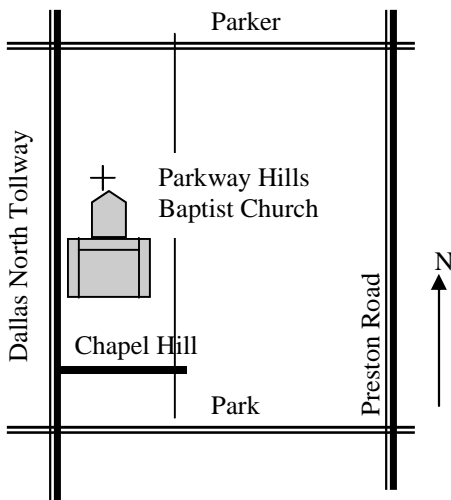 Parker
Dallas North Tollway
Parkway Hills
Baptist Church
N
Chapel Hill
Preston Road
Park